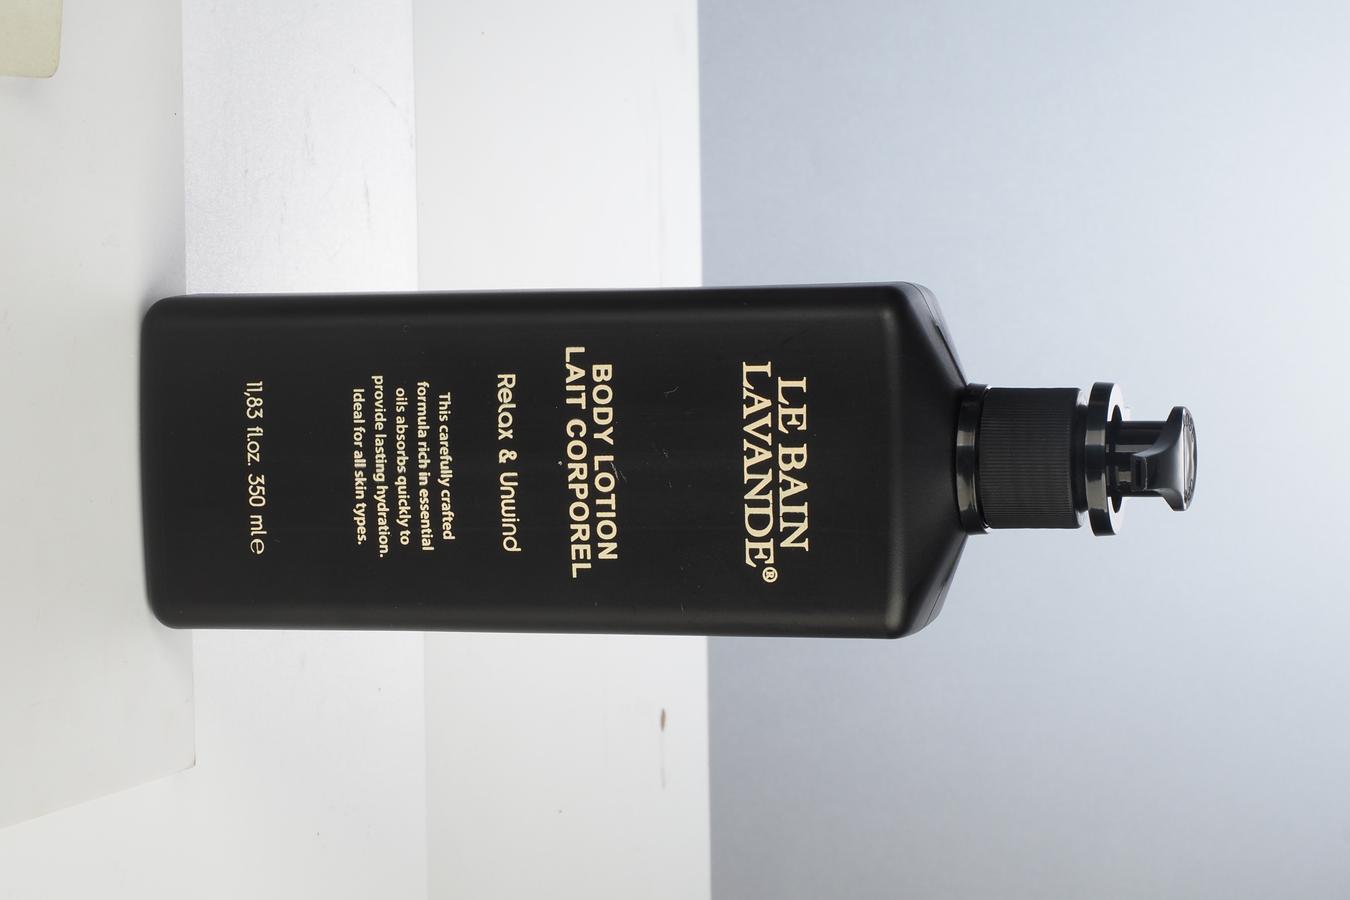 LE BAIN
LAVANDE®
BODY LOTION
LAIT CORPOREL
Relax & Unwind
This carefully crafted
formula rich in essential
oils absorbs quickly to
provide lasting hydration.
Ideal for all skin types.
11,83 fl.oz. 350 ml℮